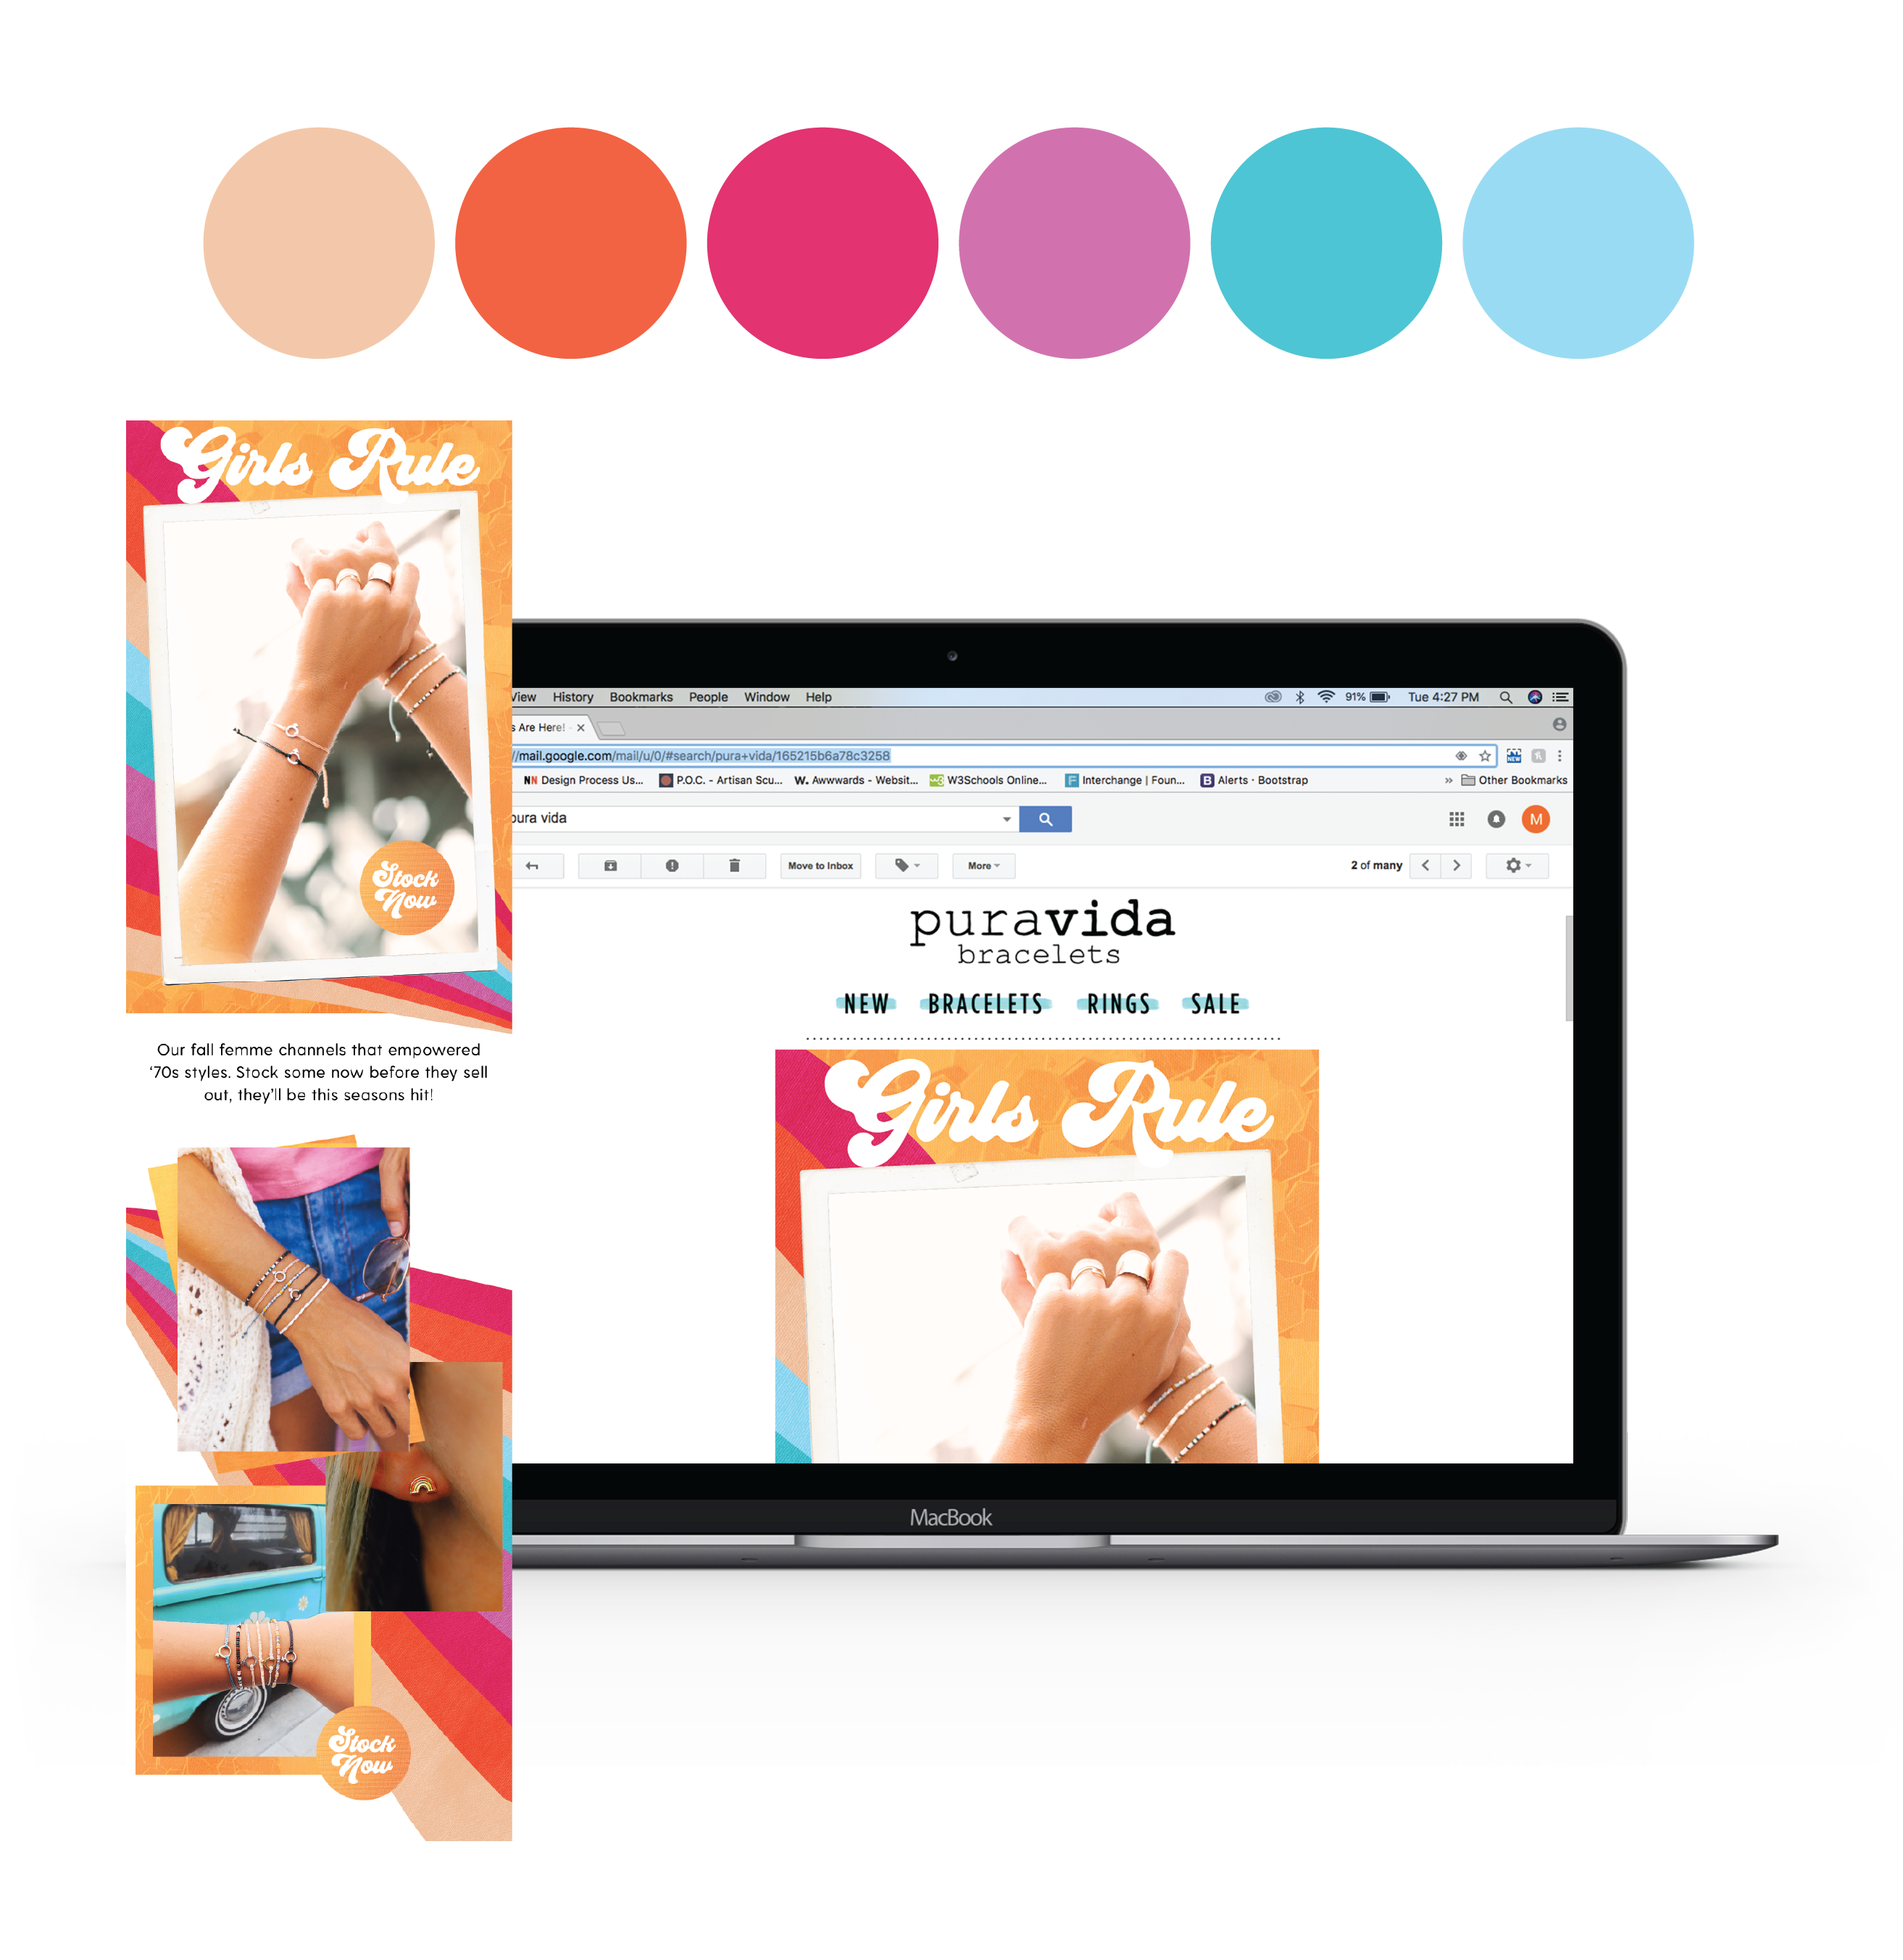 Girls Rule
Stock
Now
Our fall femme channels that empowered
‘70s styles. Stock some now before they sell
out, they'll be this seasons hit!
Stock
Now
View History Bookmarks People Window Help
91% Tue 4:27 PM
s Are Here! -
//mail.google.com/mail/u/0/#search/pura+vida/165215b6a78c3258
NN Design Process Us... P.O.C. - Artisan Scu... W. Awwwards - Websit... W3Schools Online... F Interchange | Foun... B Alerts · Bootstrap » Other Bookmarks
pura vida
M
Move to Inbox More 2 of many
puravida
bracelets
NEW BRACELETS RINGS SALE
Girls Rule
MacBook